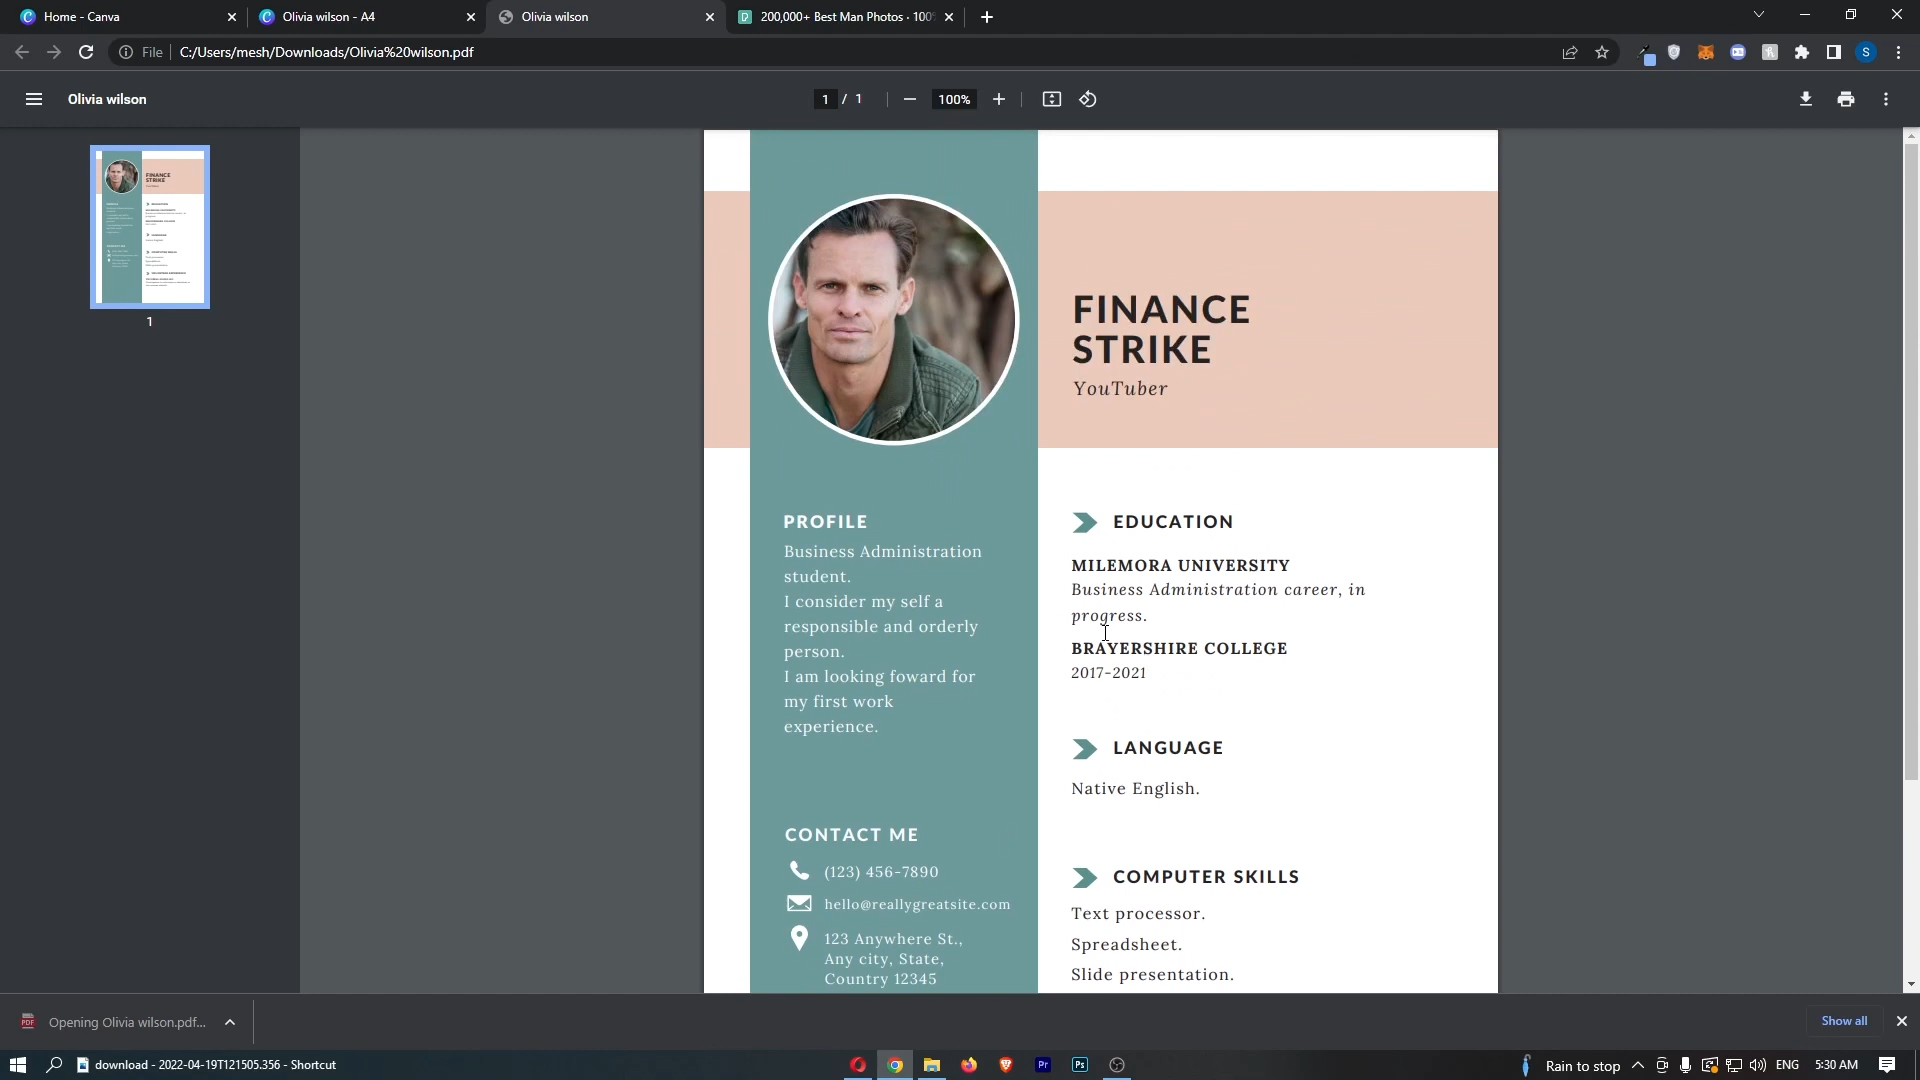 Home - Canva
Olivia wilson - A4
Olivia wilson
200,000+ Best Man Photos · 100
File
C:/Users/mesh/Downloads/Olivia%20wilson.pdf
S
Olivia wilson
1 / 1
100%
FINANCE
STRIKE
YouTuber
1
PROFILE
Business Administration
student.
I consider my self a
responsible and orderly
person.
I am looking foward for
my first work
experience.
CONTACT ME
(123) 456-7890
hello@reallygreatsite.com
123 Anywhere St.,
Any city, State,
Country 12345
EDUCATION
MILEMORA UNIVERSITY
Business Administration career, in
progress.
BRAYERSHIRE COLLEGE
2017-2021
LANGUAGE
Native English.
COMPUTER SKILLS
Text processor.
Spreadsheet.
Slide presentation.
PDF
Opening Olivia wilson.pdf...
Show all
download - 2022-04-19T121505.356 - Shortcut
Pr
Ps
Rain to stop
ENG
5:30 AM